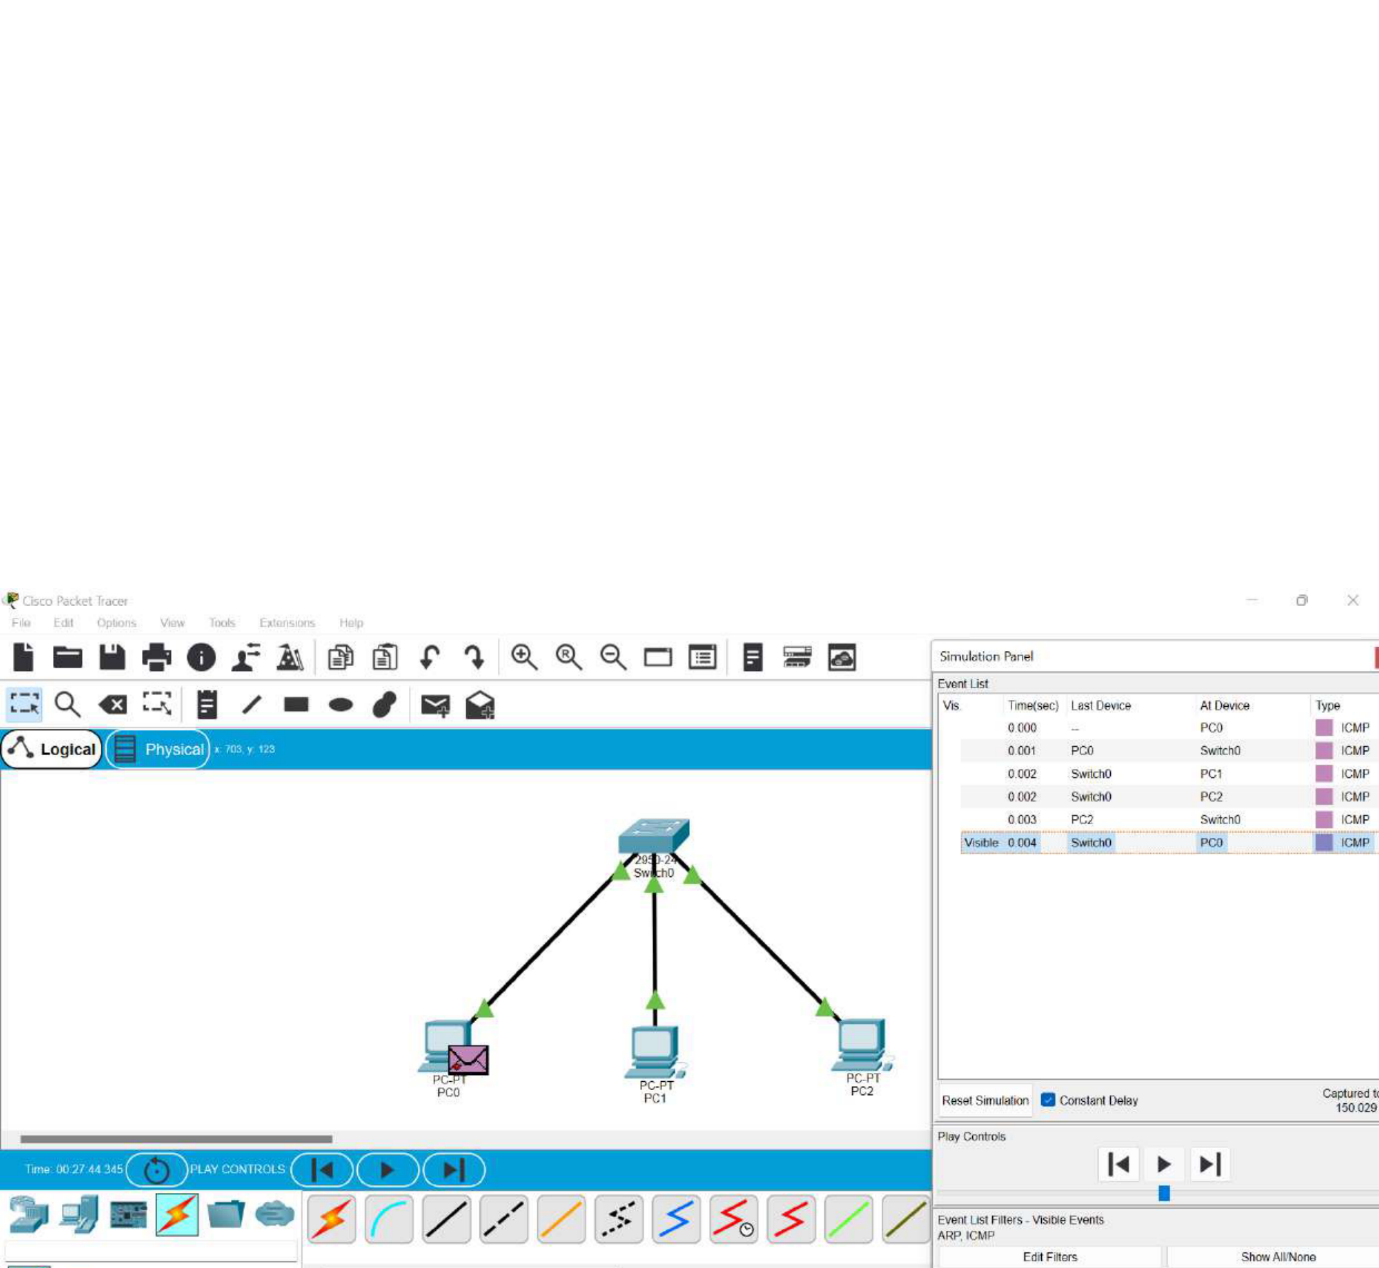 Cisco Packet Tracer
File Edit Options View Tools Extensions Help
Simulation Panel
Event List
Vis. Time(sec) Last Device At Device Type
0.000 -- PC0 ICMP
0.001 PC0 Switch0 ICMP
0.002 Switch0 PC1 ICMP
0.002 Switch0 PC2 ICMP
0.003 PC2 Switch0 ICMP
Visible 0.004 Switch0 PC0 ICMP
Logical Physical x: 703, y: 123
2950-24
Switch0
PC-PT
PC0
PC-PT
PC1
PC-PT
PC2
Reset Simulation Constant Delay Captured to
150.029
Play Controls
Time: 00:27:44.345 PLAY CONTROLS:
Event List Filters - Visible Events
ARP, ICMP
Edit Filters Show All/None